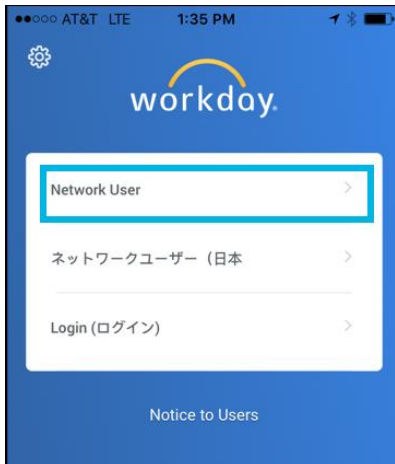 ●●○○○ AT&T LTE 1:35 PM
workday.
Network User
ネットワークユーザー（日本
Login (ログイン)
Notice to Users